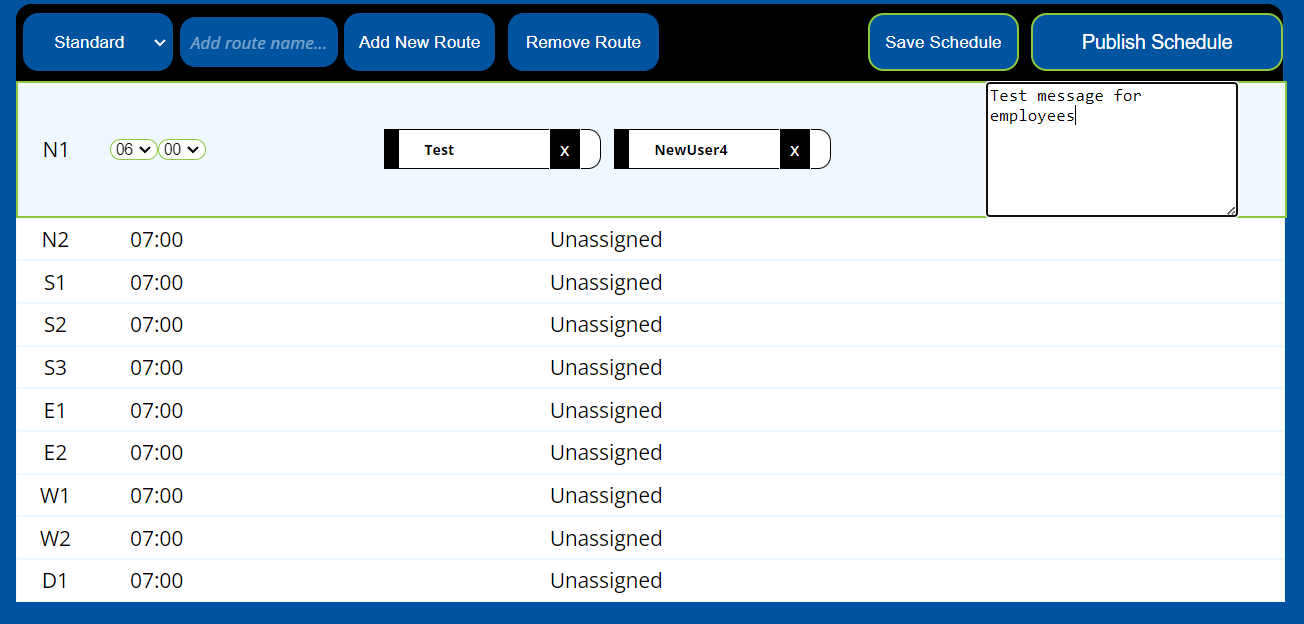 Standard Add route name... Add New Route Remove Route Save Schedule Publish Schedule
N1 06 00 Test x NewUser4 x Test message for
employees
N2 07:00 Unassigned
S1 07:00 Unassigned
S2 07:00 Unassigned
S3 07:00 Unassigned
E1 07:00 Unassigned
E2 07:00 Unassigned
W1 07:00 Unassigned
W2 07:00 Unassigned
D1 07:00 Unassigned